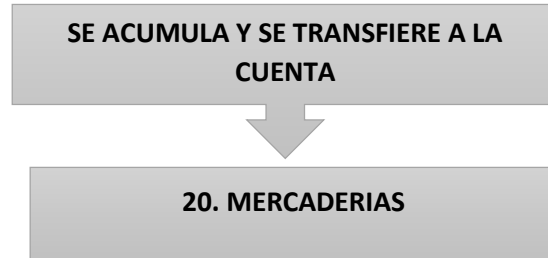 SE ACUMULA Y SE TRANSFIERE A LA
CUENTA
20. MERCADERIAS